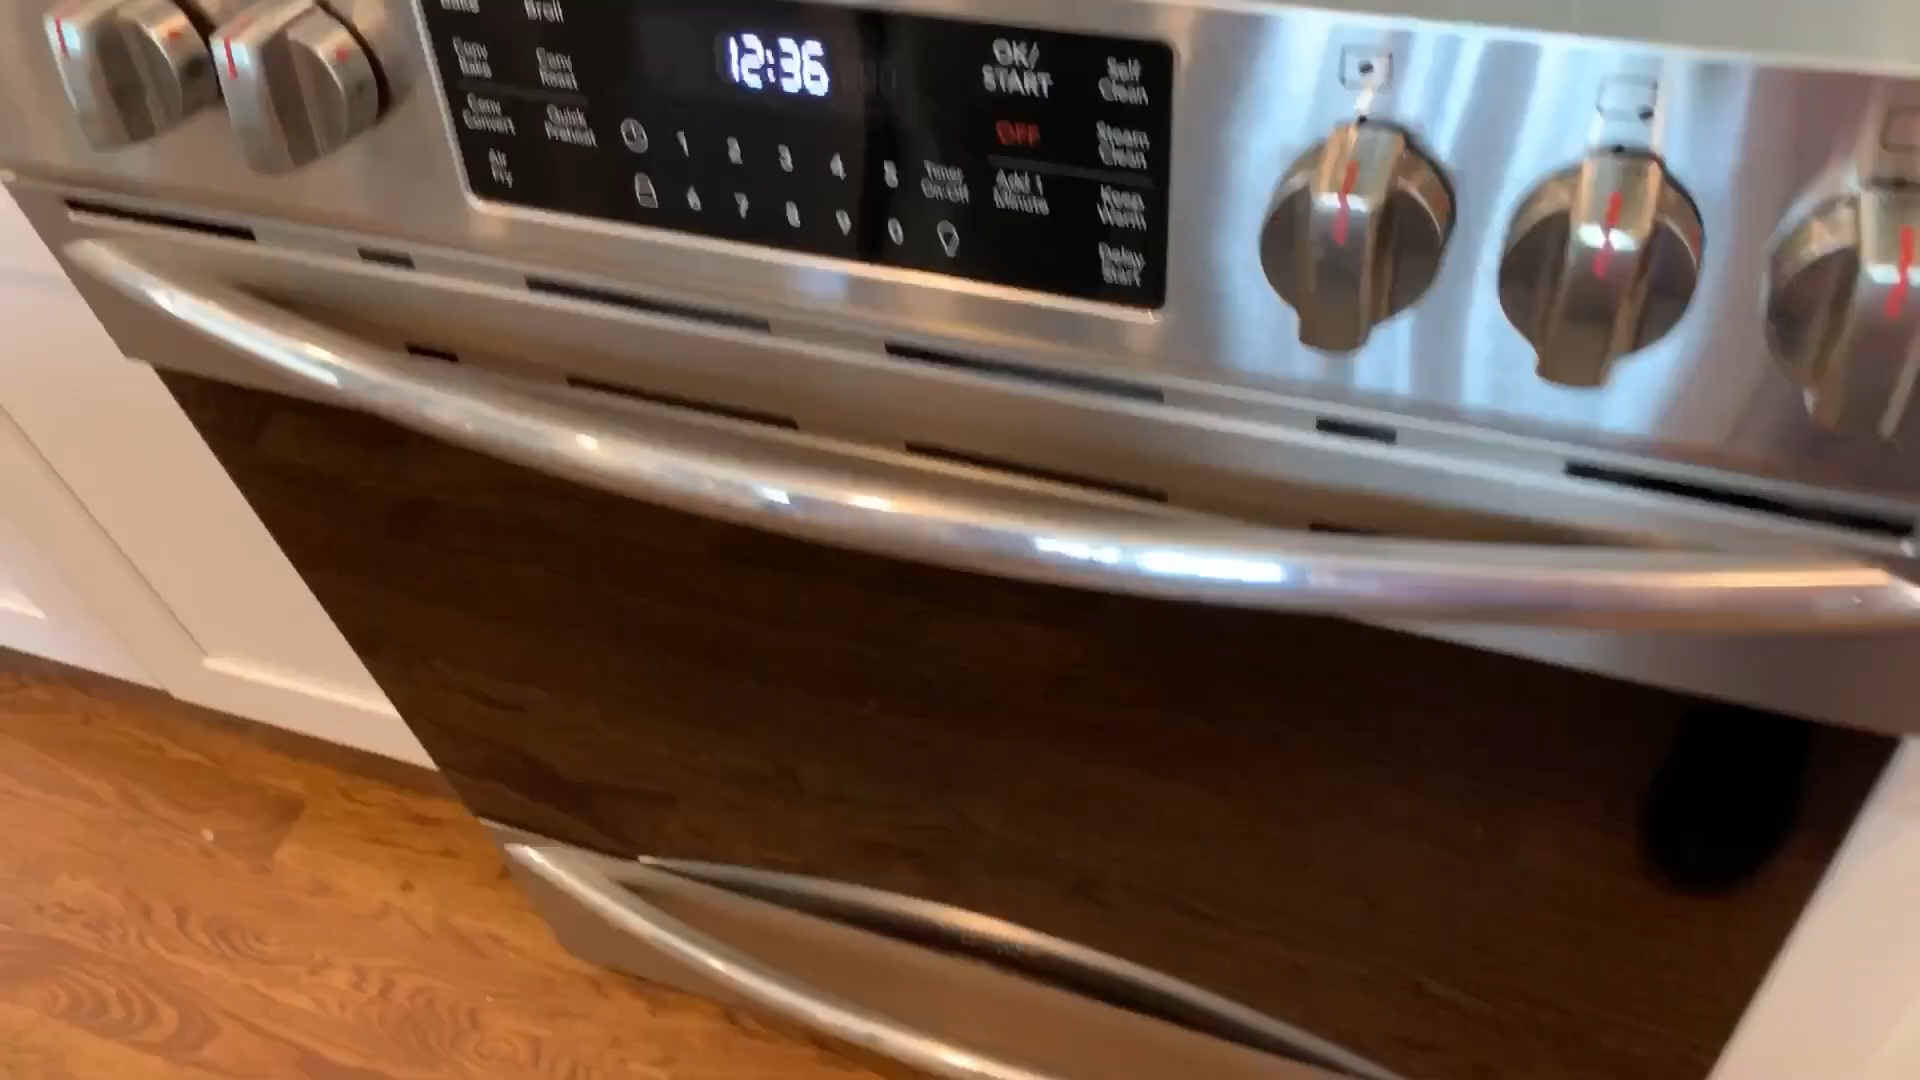 Bake
Broil
12:36
OK/
START
Self
Clean
Conv
Bake
Conv
Roast
Conv
Convert
Quick
Preheat
OFF
Steam
Clean
Air
Fry
1 2 3 4 5
Timer
On-Off
Add 1
Minute
Keep
Warm
6 7 8 9 0
Delay
Start